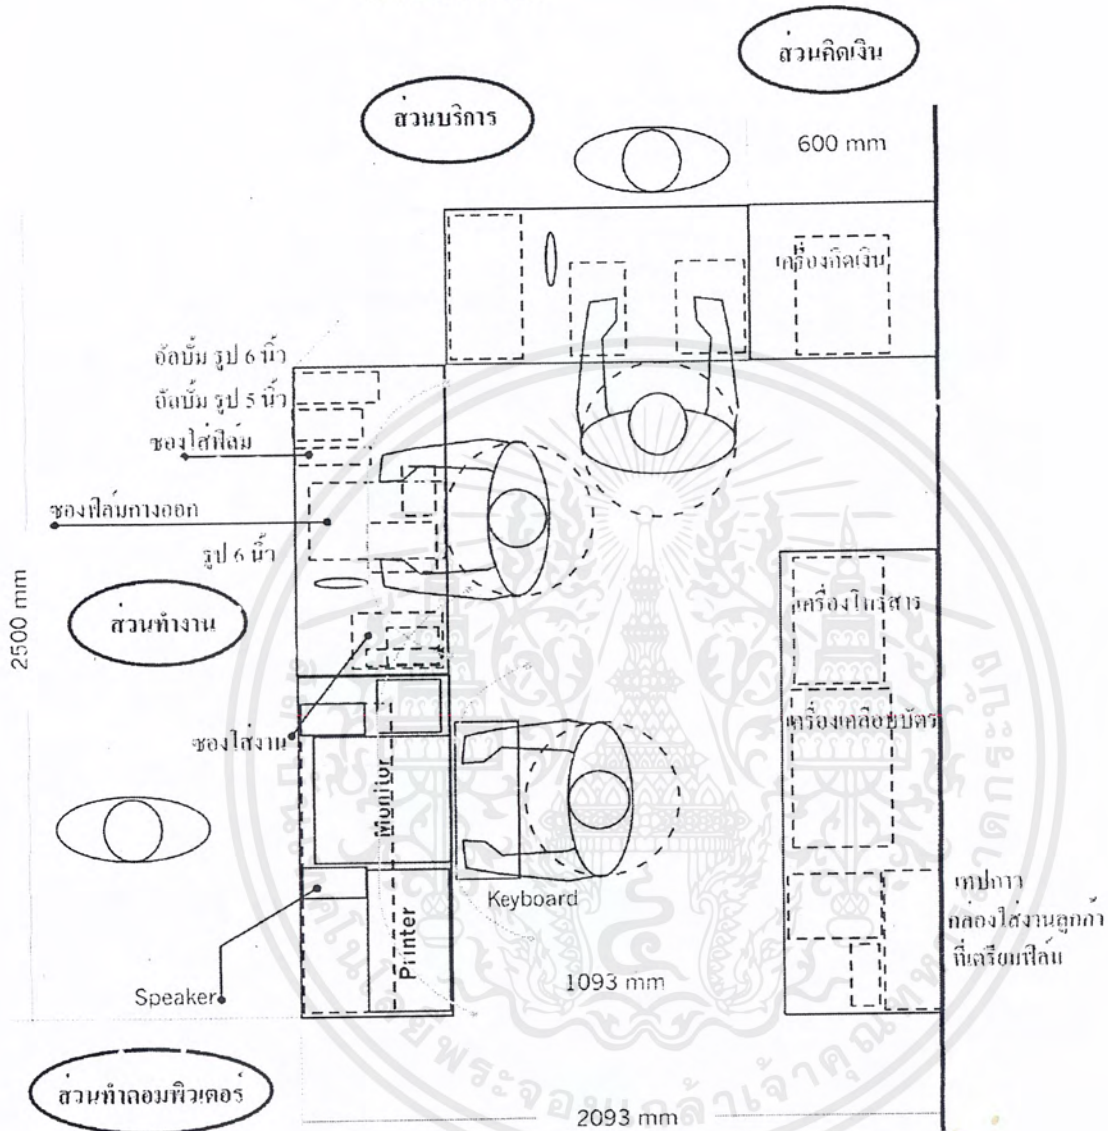 ส่วนคิดเงิน
ส่วนบริการ
600 mm
เครื่องคิดเงิน
อัลบั้ม รูป 6 นิ้ว
อัลบั้ม รูป 5 นิ้ว
ซองใส่ฟิล์ม
ซองฟิล์มกางออก
รูป 6 นิ้ว
2500 mm
ส่วนทำงาน
เครื่องโทรสาร
เครื่องเคลือบบัตร
ซองใส่งาน
Monitor
Keyboard
Printer
Speaker
1093 mm
เทปกาว
กล่องใส่งานลูกค้า
ที่เตรียมฟิล์ม
ส่วนทำคอมพิวเตอร์
2093 mm